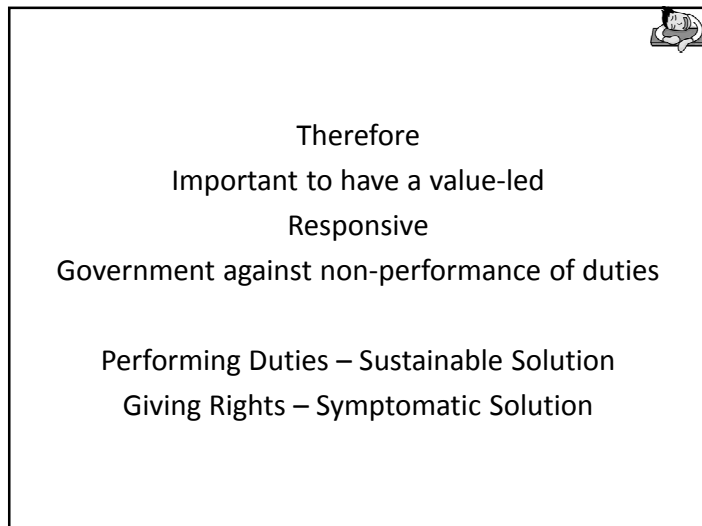 Therefore
Important to have a value-led
Responsive
Government against non-performance of duties
Performing Duties – Sustainable Solution
Giving Rights – Symptomatic Solution